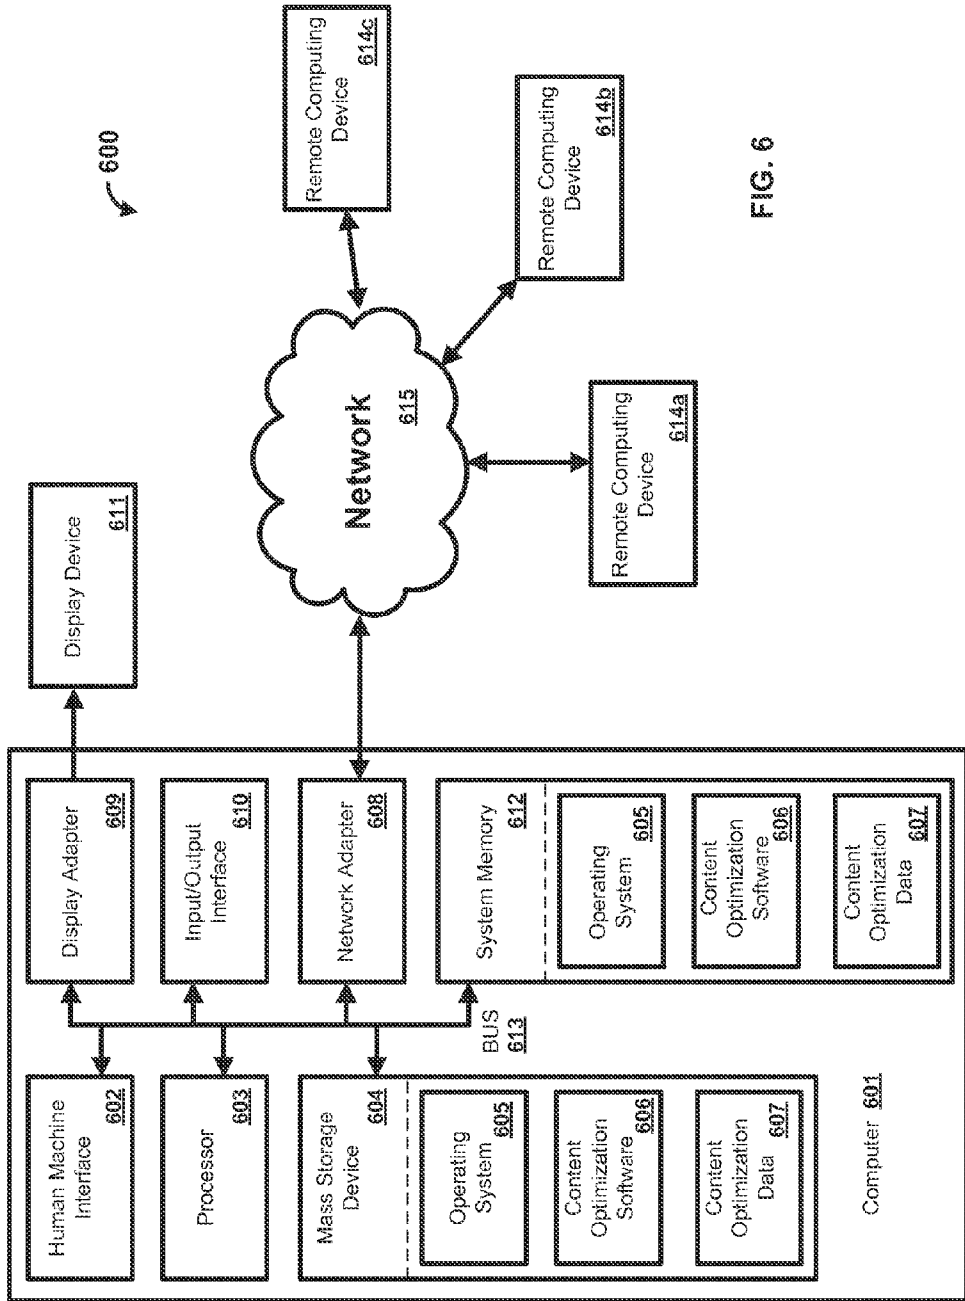 600
Human Machine
Interface
602
Processor
603
Mass Storage
Device
604
Operating
System
605
Content
Optimization
Software
606
Content
Optimization
Data
607
Computer 601
BUS
613
Display Adapter
609
Input/Output
Interface
610
Network Adapter
608
System Memory
612
Operating
System
605
Content
Optimization
Software
606
Content
Optimization
Data
607
Display Device
611
Network
615
Remote Computing
Device
614a
Remote Computing
Device
614b
Remote Computing
Device
614c
FIG. 6